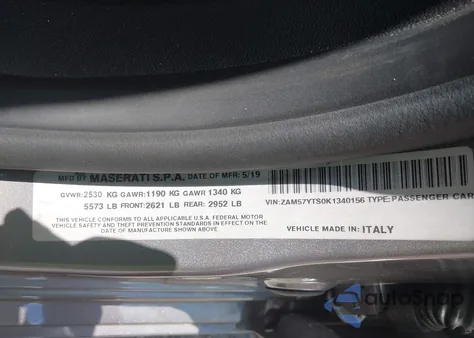 MFD BY MASERATI S.P.A. DATE OF MFG: 5/19
GVWR:2530 KG GAWR:1190 KG GAWR 1340 KG
5573 LB FRONT:2621 LB REAR: 2952 LB
VIN:ZAM57YTS0K1340156 TYPE:PASSENGER CAR
THIS VEHICLE CONFORMS TO ALL APPLICABLE U.S.A. FEDERAL MOTOR
VEHICLE SAFETY AND THEFT PREVENTION STANDARDS IN EFFECT ON THE
DATE OF MANUFACTURE SHOWN ABOVE
VEHICLE MADE IN: ITALY
autoSnap